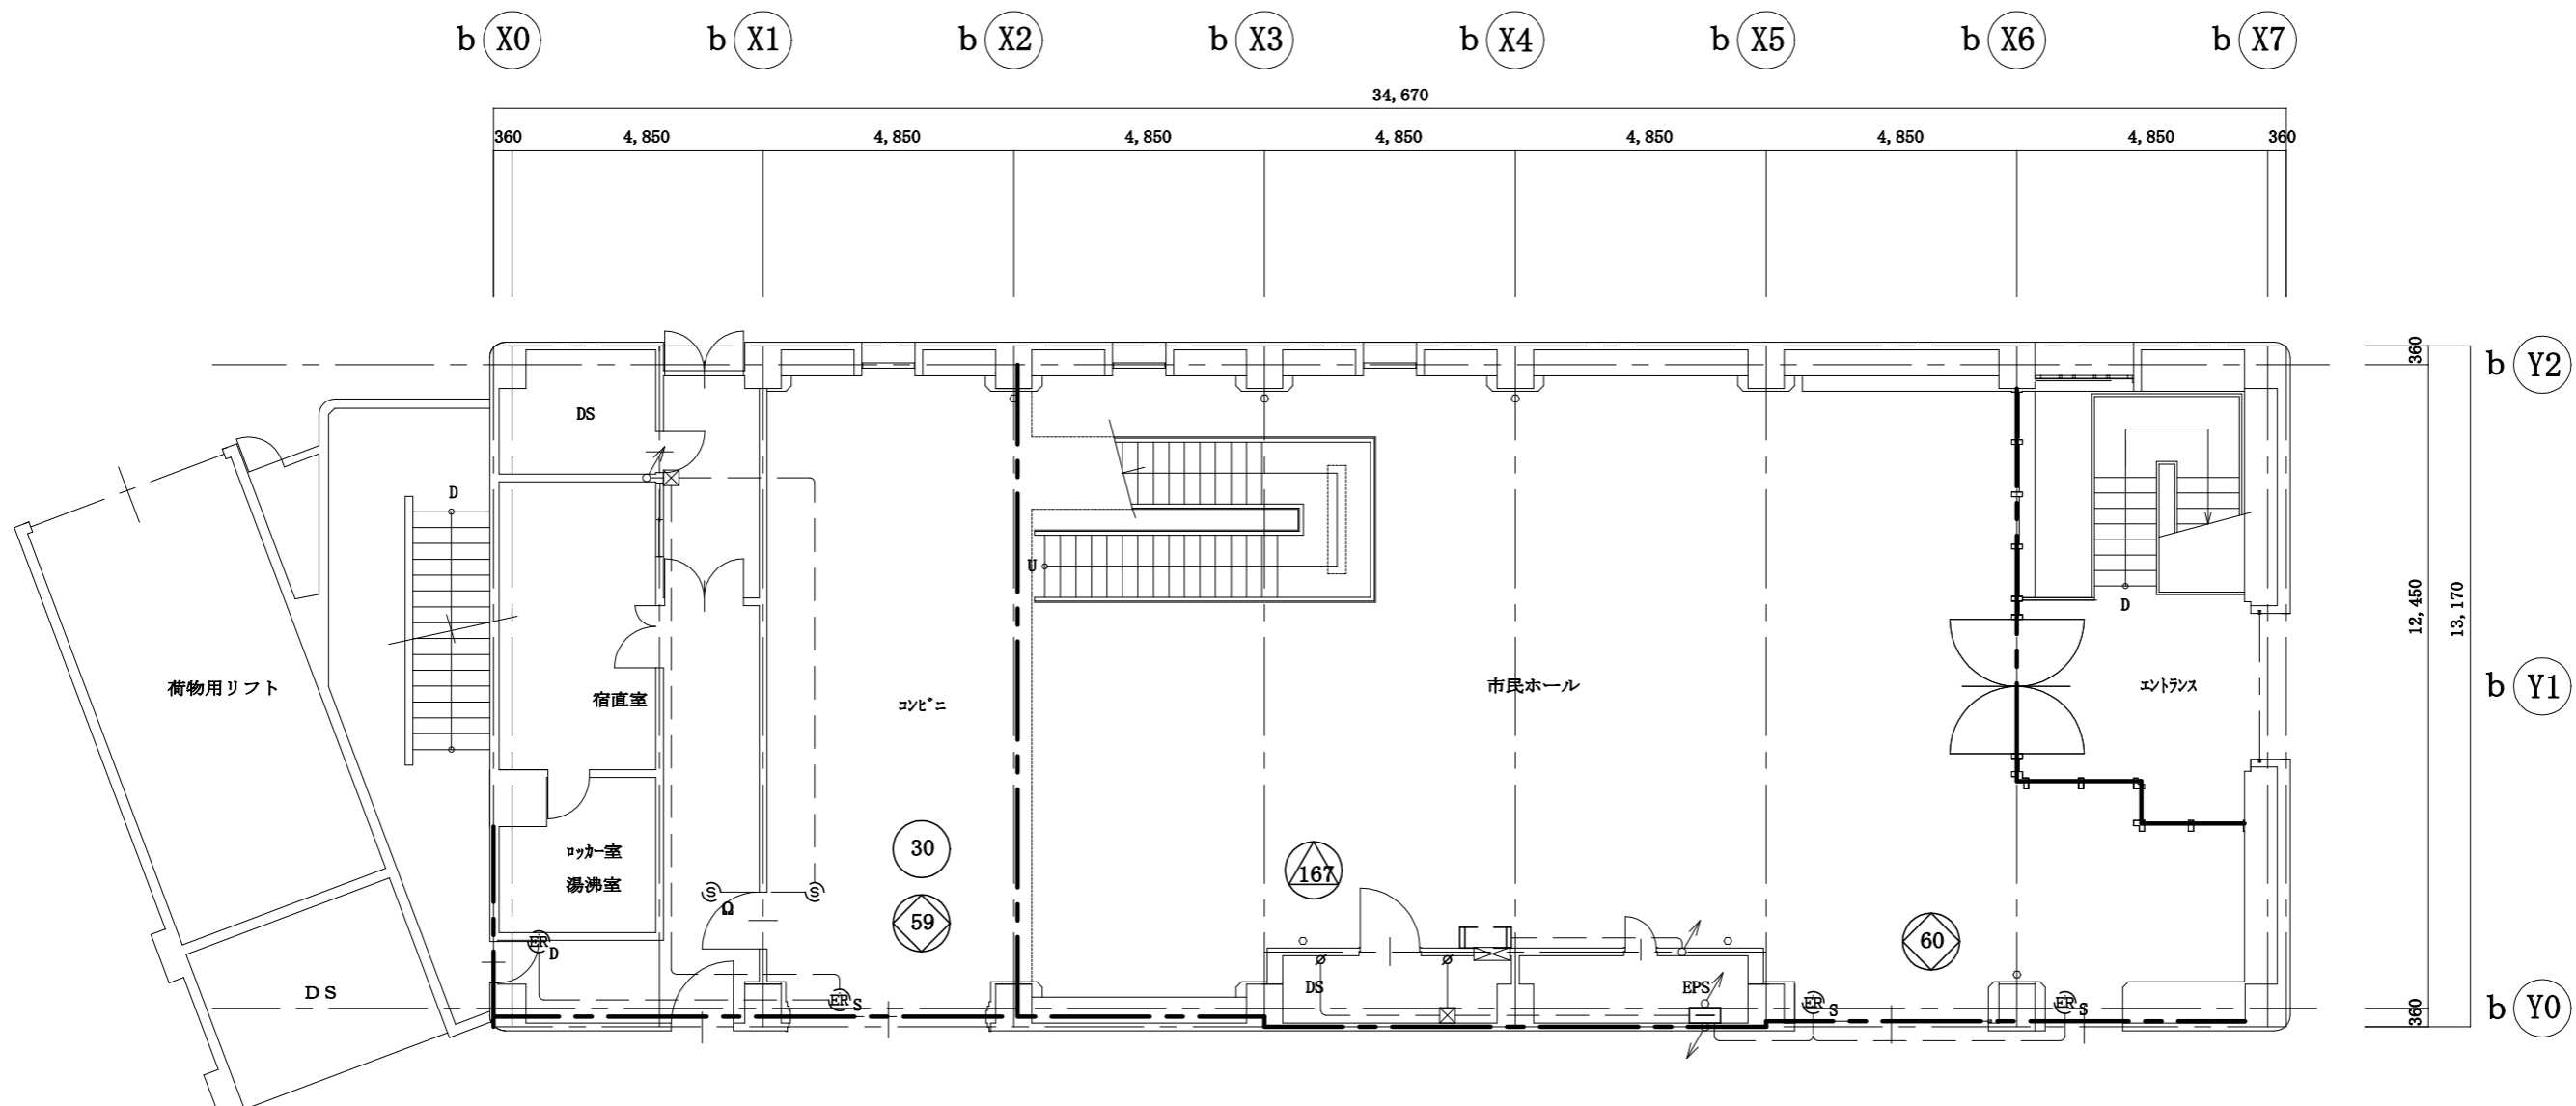 b X0 b X1 b X2 b X3 b X4 b X5 b X6 b X7
34,670
360 4,850 4,850 4,850 4,850 4,850 4,850 4,850 360
360
b Y2
DS
D
U
12,450
13,170
D
荷物用リフト
宿直室
コンビニ
市民ホール
エントランス
b Y1
ロッカー室
湯沸室
30
167
S S
Ω
59
60
ER
D
DS
DS
EPS
ER S
ER S
ER S
360
b Y0